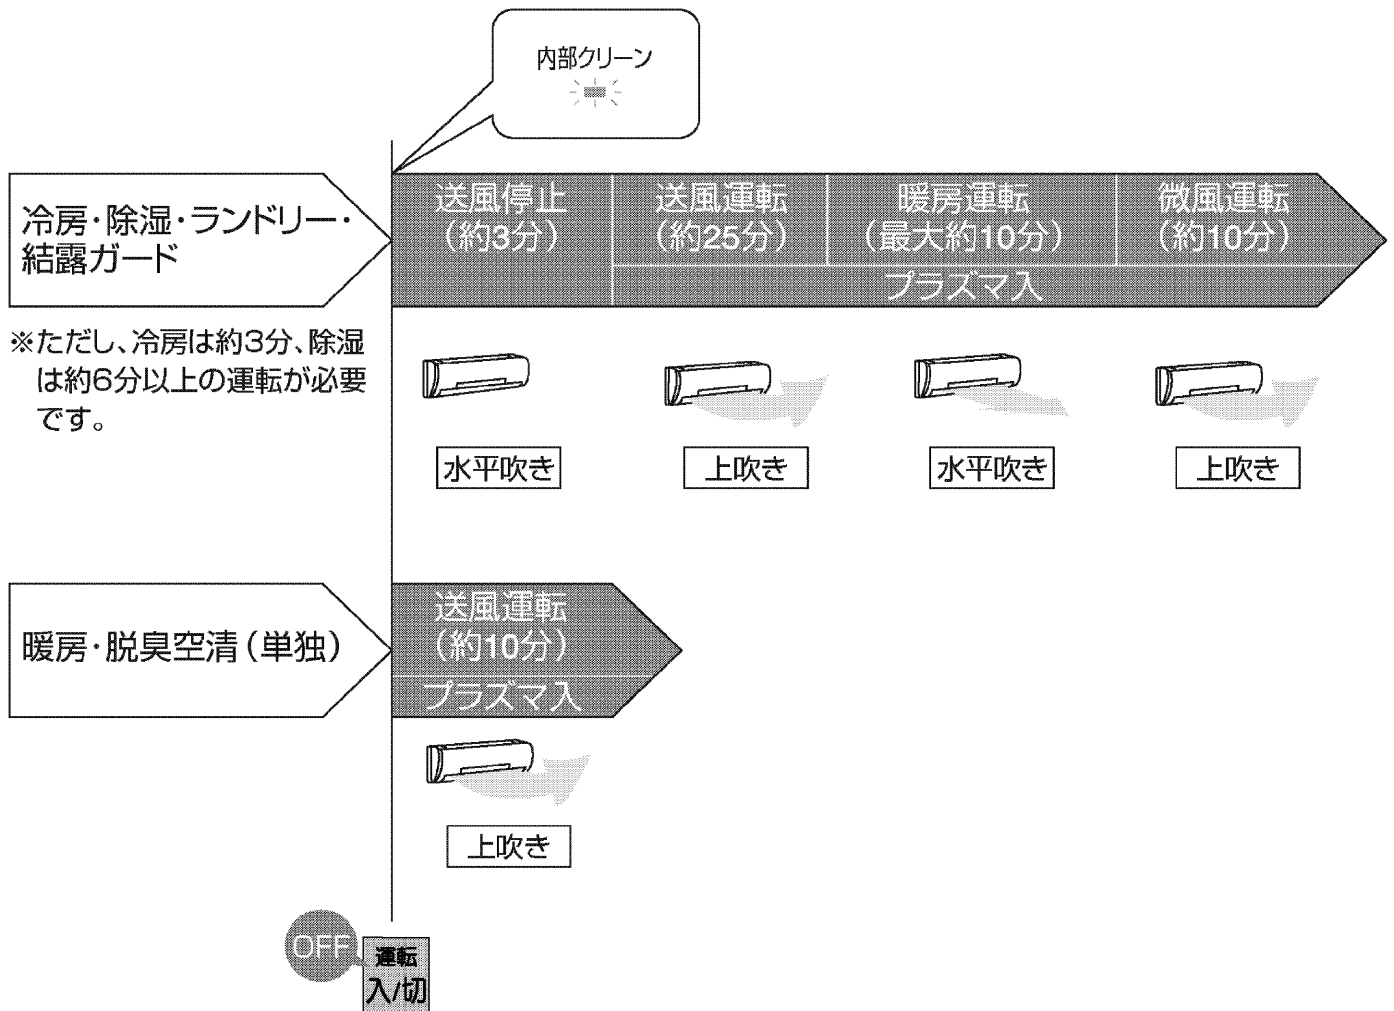 内部クリーン
冷房・除湿・ランドリー・
結露ガード
送風停止
（約3分）
送風運転
（約25分）
暖房運転
（最大約10分）
微風運転
（約10分）
プラズマ入
※ただし、冷房は約3分、除湿
は約6分以上の運転が必要
です。
水平吹き
上吹き
水平吹き
上吹き
暖房・脱臭空清（単独）
送風運転
（約10分）
プラズマ入
上吹き
OFF
運転
入/切